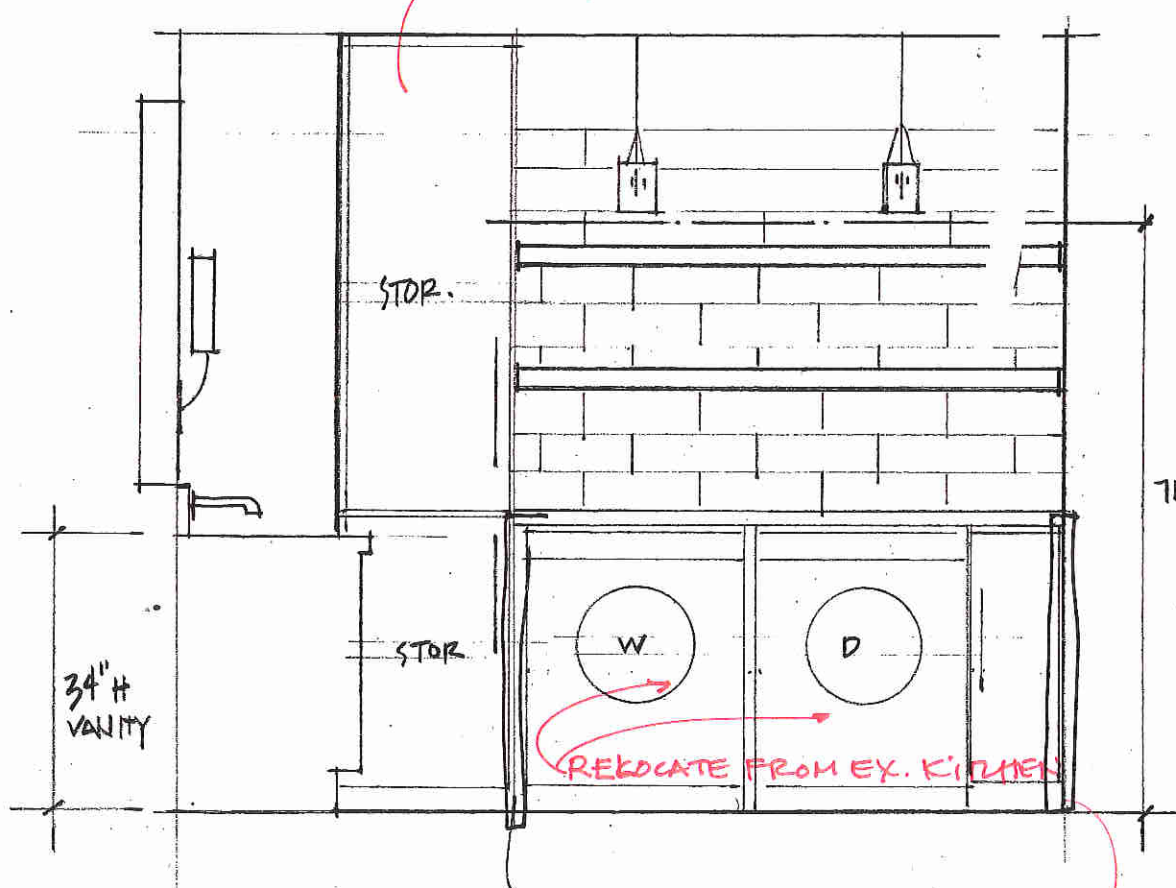 STOR.
STOR
W
D
34" H
VANITY
RELOCATE FROM EX. KITCHEN